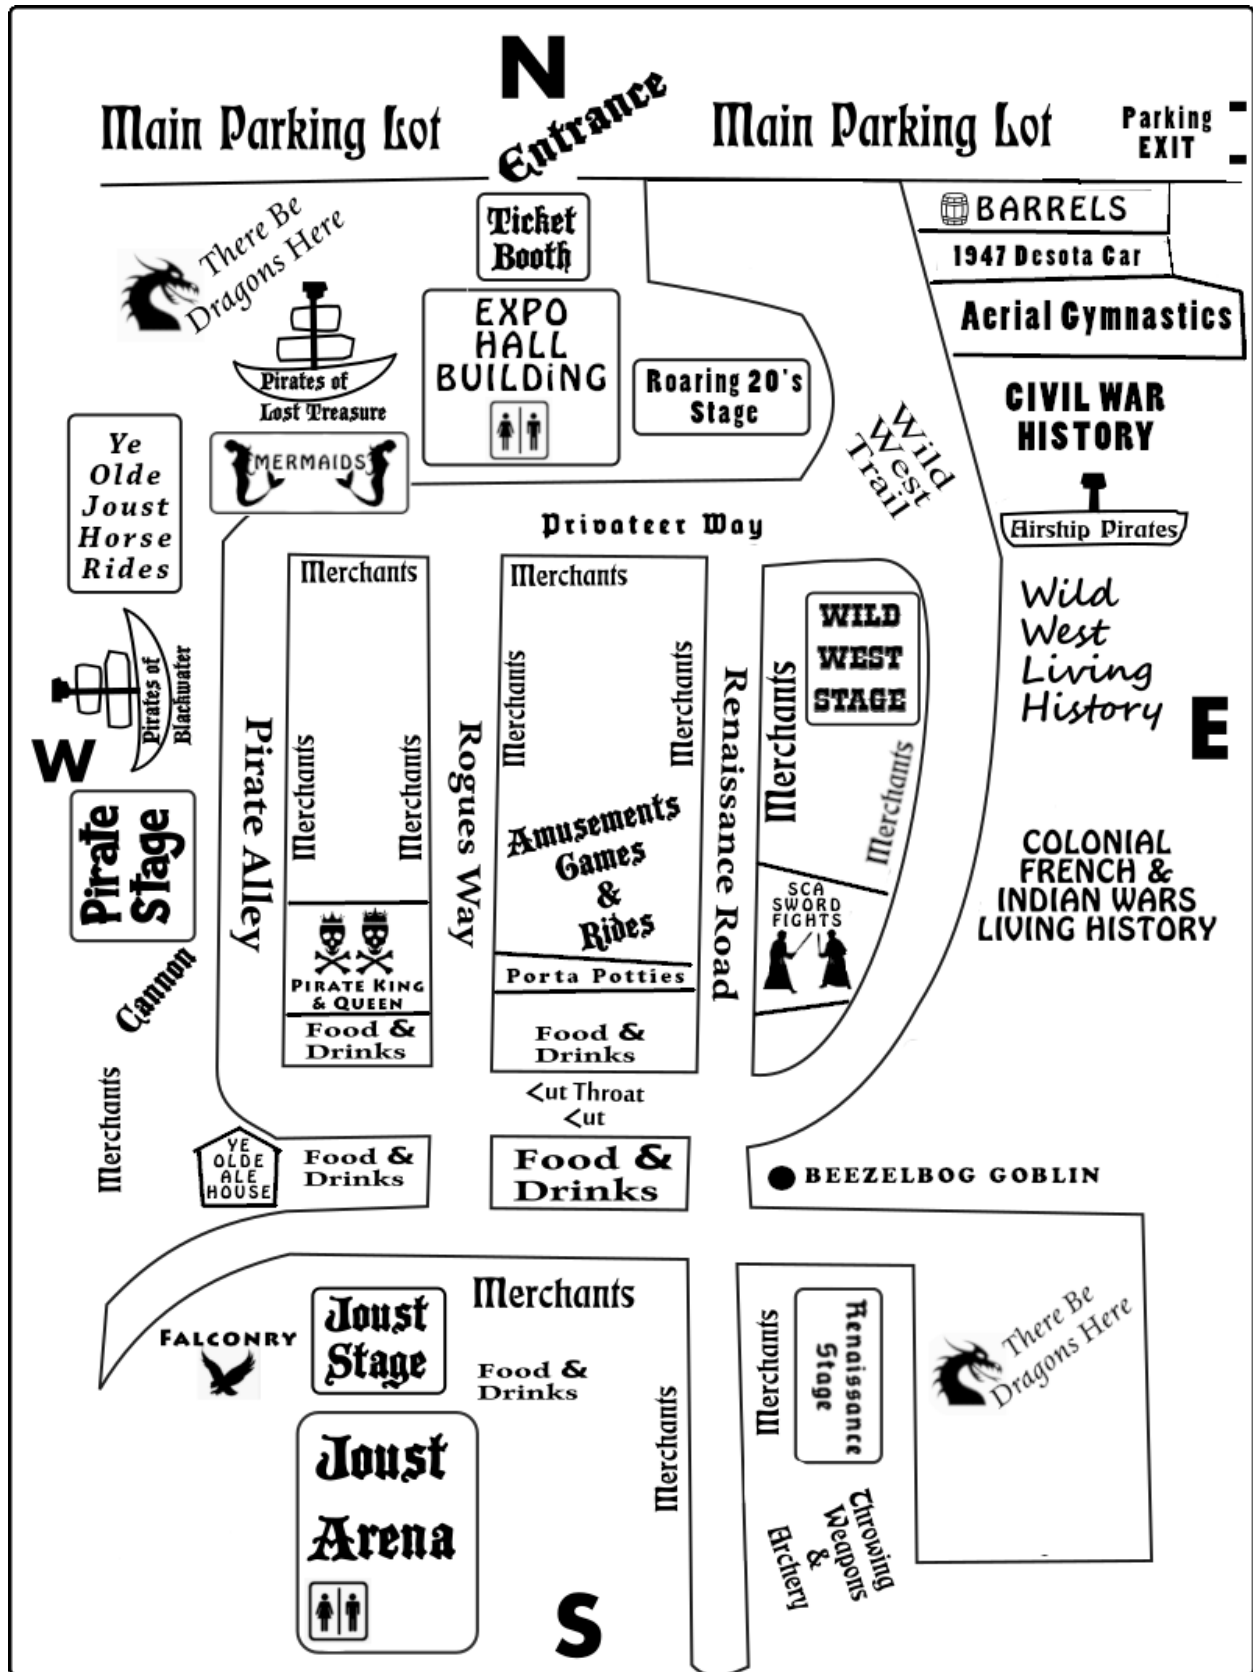 N
Entrance
Main Parking Lot
Main Parking Lot
Parking
EXIT
Ticket
Booth
BARRELS
1947 Desota Car
Aerial Gymnastics
There Be
Dragons Here
Pirates of
Lost Treasure
EXPO
HALL
BUILDING
Roaring 20's
Stage
CIVIL WAR
HISTORY
Wild
West
Trail
Ye
Olde
Joust
Horse
Rides
MERMAIDS
Privateer Way
Airship Pirates
Merchants
Merchants
WILD
WEST
STAGE
Wild
West
Living
History
Pirates of
Blackwater
W
E
Merchants
Merchants
Merchants
Merchants
Merchants
Merchants
Pirate Alley
Rogues Way
Renaissance Road
Pirate
Stage
Amusements
Games
&
Rides
COLONIAL
FRENCH &
INDIAN WARS
LIVING HISTORY
SCA
SWORD
FIGHTS
Cannon
PIRATE KING
& QUEEN
Porta Potties
Food &
Drinks
Food &
Drinks
<ut Throat
<ut
Merchants
YE
OLDE
ALE
HOUSE
Food &
Drinks
Food &
Drinks
BEEZELBOG GOBLIN
FALCONRY
Joust
Stage
Merchants
Food &
Drinks
Merchants
Merchants
Renaissance
Stage
There Be
Dragons Here
Joust
Arena
Throwing
Weapons
&
Archery
S